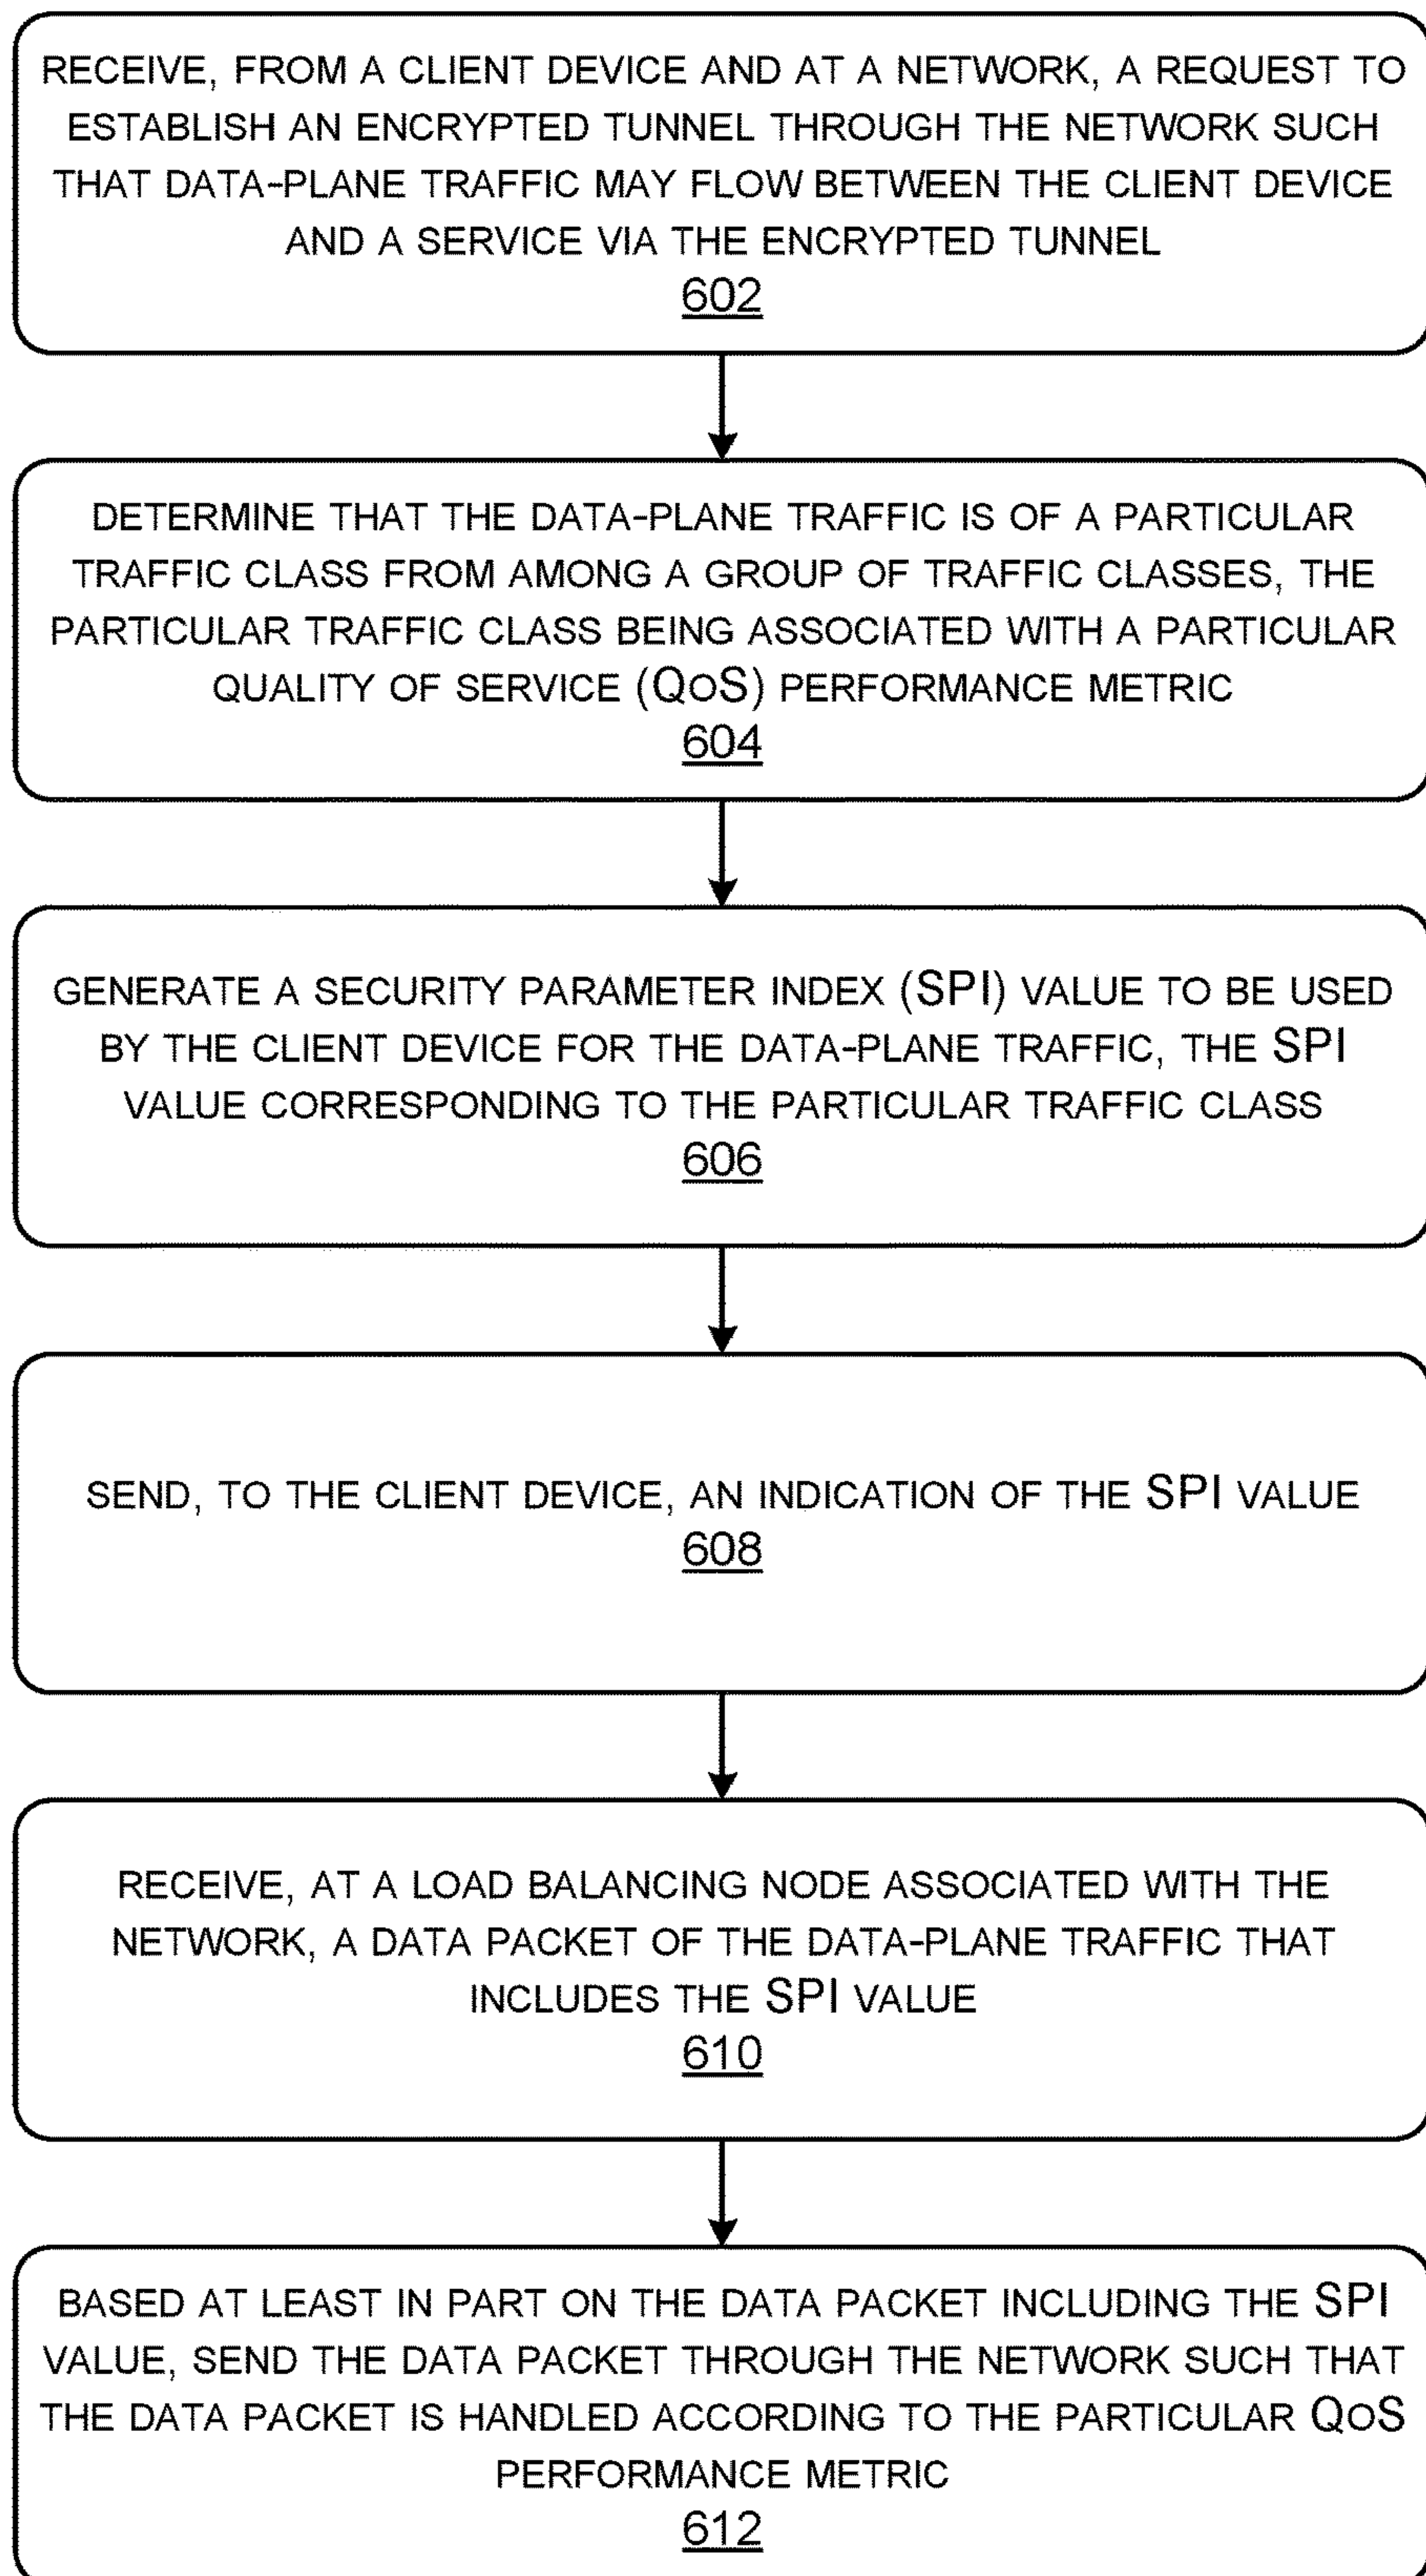 RECEIVE, FROM A CLIENT DEVICE AND AT A NETWORK, A REQUEST TO
ESTABLISH AN ENCRYPTED TUNNEL THROUGH THE NETWORK SUCH
THAT DATA-PLANE TRAFFIC MAY FLOW BETWEEN THE CLIENT DEVICE
AND A SERVICE VIA THE ENCRYPTED TUNNEL
602
DETERMINE THAT THE DATA-PLANE TRAFFIC IS OF A PARTICULAR
TRAFFIC CLASS FROM AMONG A GROUP OF TRAFFIC CLASSES, THE
PARTICULAR TRAFFIC CLASS BEING ASSOCIATED WITH A PARTICULAR
QUALITY OF SERVICE (QOS) PERFORMANCE METRIC
604
GENERATE A SECURITY PARAMETER INDEX (SPI) VALUE TO BE USED
BY THE CLIENT DEVICE FOR THE DATA-PLANE TRAFFIC, THE SPI
VALUE CORRESPONDING TO THE PARTICULAR TRAFFIC CLASS
606
SEND, TO THE CLIENT DEVICE, AN INDICATION OF THE SPI VALUE
608
RECEIVE, AT A LOAD BALANCING NODE ASSOCIATED WITH THE
NETWORK, A DATA PACKET OF THE DATA-PLANE TRAFFIC THAT
INCLUDES THE SPI VALUE
610
BASED AT LEAST IN PART ON THE DATA PACKET INCLUDING THE SPI
VALUE, SEND THE DATA PACKET THROUGH THE NETWORK SUCH THAT
THE DATA PACKET IS HANDLED ACCORDING TO THE PARTICULAR QOS
PERFORMANCE METRIC
612